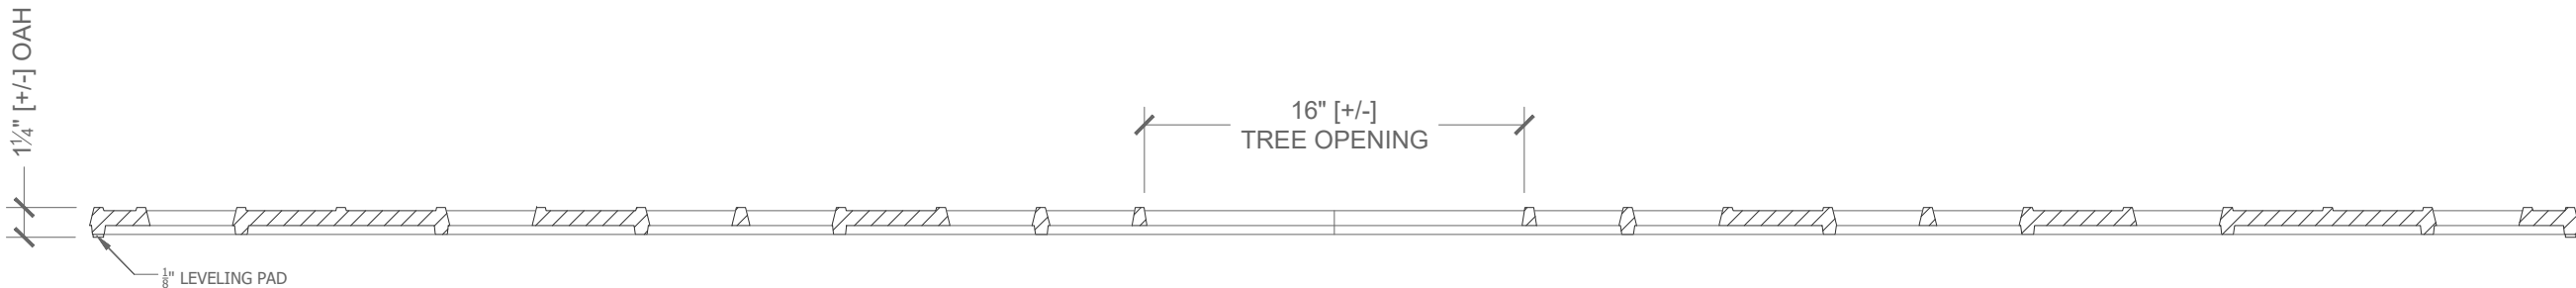 1¼" [+/-] OAH
16" [+/-]
TREE OPENING
⅛" LEVELING PAD